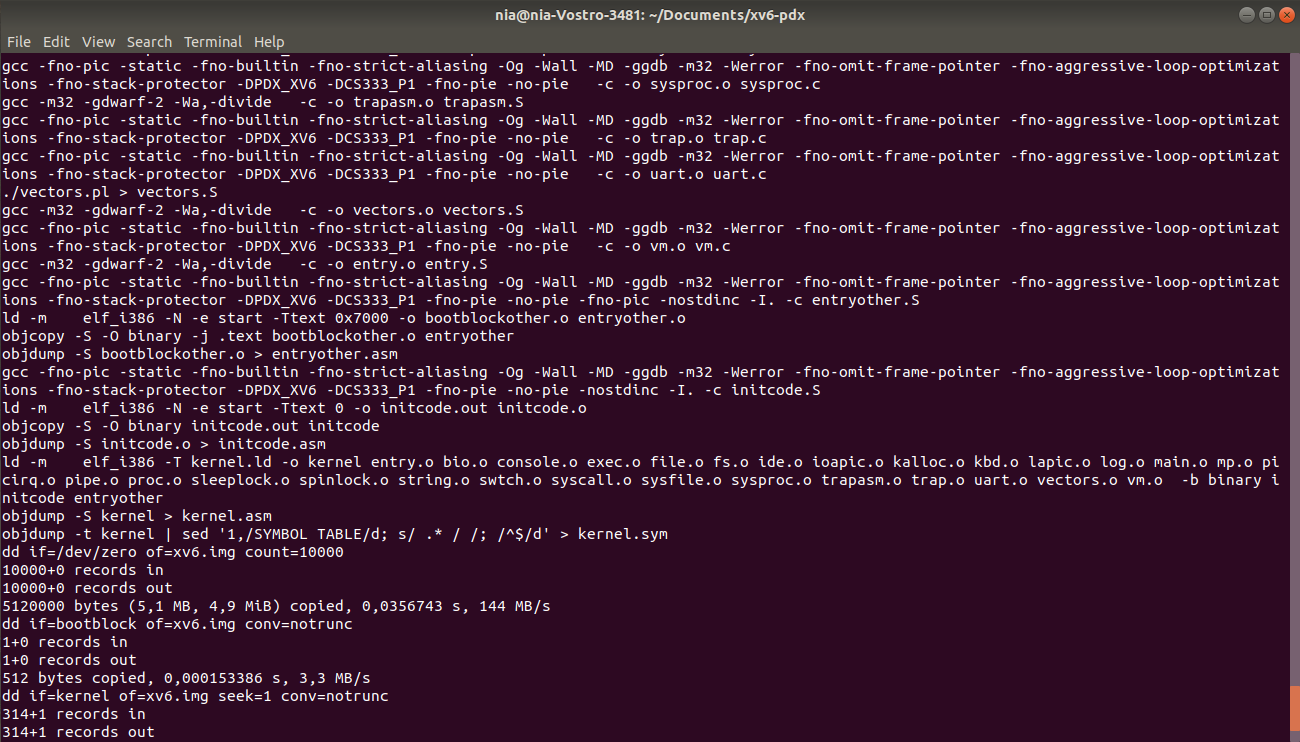 nia@nia-Vostro-3481: ~/Documents/xv6-pdx
File Edit View Search Terminal Help
gcc -fno-pic -static -fno-builtin -fno-strict-aliasing -Og -Wall -MD -ggdb -m32 -Werror -fno-omit-frame-pointer -fno-aggressive-loop-optimizat
ions -fno-stack-protector -DPDX_XV6 -DCS333_P1 -fno-pie -no-pie   -c -o sysproc.o sysproc.c
gcc -m32 -gdwarf-2 -Wa,-divide   -c -o trapasm.o trapasm.S
gcc -fno-pic -static -fno-builtin -fno-strict-aliasing -Og -Wall -MD -ggdb -m32 -Werror -fno-omit-frame-pointer -fno-aggressive-loop-optimizat
ions -fno-stack-protector -DPDX_XV6 -DCS333_P1 -fno-pie -no-pie   -c -o trap.o trap.c
gcc -fno-pic -static -fno-builtin -fno-strict-aliasing -Og -Wall -MD -ggdb -m32 -Werror -fno-omit-frame-pointer -fno-aggressive-loop-optimizat
ions -fno-stack-protector -DPDX_XV6 -DCS333_P1 -fno-pie -no-pie   -c -o uart.o uart.c
./vectors.pl > vectors.S
gcc -m32 -gdwarf-2 -Wa,-divide   -c -o vectors.o vectors.S
gcc -fno-pic -static -fno-builtin -fno-strict-aliasing -Og -Wall -MD -ggdb -m32 -Werror -fno-omit-frame-pointer -fno-aggressive-loop-optimizat
ions -fno-stack-protector -DPDX_XV6 -DCS333_P1 -fno-pie -no-pie   -c -o vm.o vm.c
gcc -m32 -gdwarf-2 -Wa,-divide   -c -o entry.o entry.S
gcc -fno-pic -static -fno-builtin -fno-strict-aliasing -Og -Wall -MD -ggdb -m32 -Werror -fno-omit-frame-pointer -fno-aggressive-loop-optimizat
ions -fno-stack-protector -DPDX_XV6 -DCS333_P1 -fno-pie -no-pie -fno-pic -nostdinc -I. -c entryother.S
ld -m    elf_i386 -N -e start -Ttext 0x7000 -o bootblockother.o entryother.o
objcopy -S -O binary -j .text bootblockother.o entryother
objdump -S bootblockother.o > entryother.asm
gcc -fno-pic -static -fno-builtin -fno-strict-aliasing -Og -Wall -MD -ggdb -m32 -Werror -fno-omit-frame-pointer -fno-aggressive-loop-optimizat
ions -fno-stack-protector -DPDX_XV6 -DCS333_P1 -fno-pie -no-pie -nostdinc -I. -c initcode.S
ld -m    elf_i386 -N -e start -Ttext 0 -o initcode.out initcode.o
objcopy -S -O binary initcode.out initcode
objdump -S initcode.o > initcode.asm
ld -m    elf_i386 -T kernel.ld -o kernel entry.o bio.o console.o exec.o file.o fs.o ide.o ioapic.o kalloc.o kbd.o lapic.o log.o main.o mp.o pi
cirq.o pipe.o proc.o sleeplock.o spinlock.o string.o swtch.o syscall.o sysfile.o sysproc.o trapasm.o trap.o uart.o vectors.o vm.o  -b binary i
nitcode entryother
objdump -S kernel > kernel.asm
objdump -t kernel | sed '1,/SYMBOL TABLE/d; s/ .* / /; /^$/d' > kernel.sym
dd if=/dev/zero of=xv6.img count=10000
10000+0 records in
10000+0 records out
5120000 bytes (5,1 MB, 4,9 MiB) copied, 0,0356743 s, 144 MB/s
dd if=bootblock of=xv6.img conv=notrunc
1+0 records in
1+0 records out
512 bytes copied, 0,000153386 s, 3,3 MB/s
dd if=kernel of=xv6.img seek=1 conv=notrunc
314+1 records in
314+1 records out